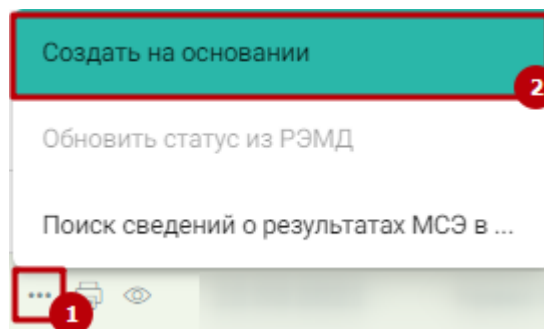 Создать на основании
2
Обновить статус из РЭМД
Поиск сведений о результатах МСЭ в ...
... 1